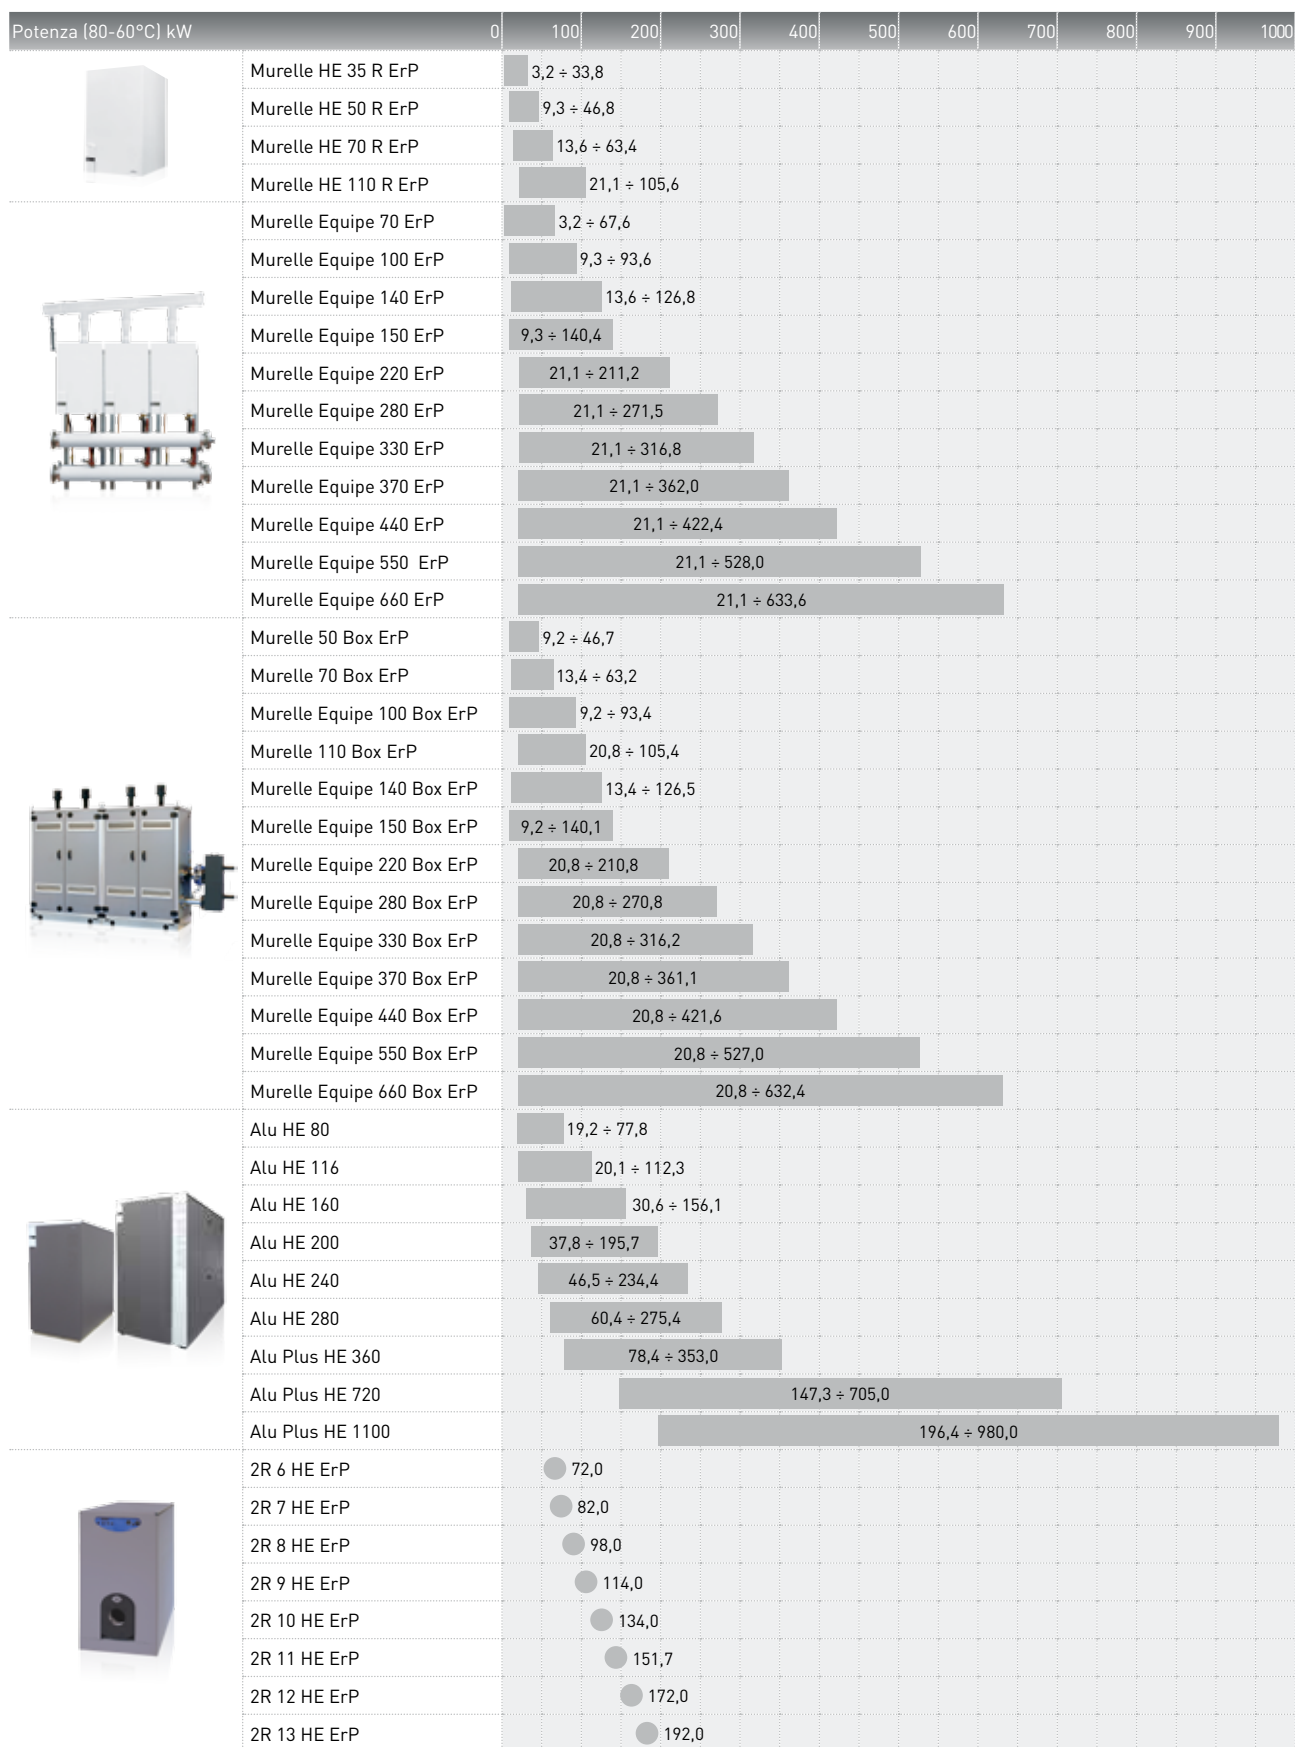 Potenza (80-60°C) kW 0 100 200 300 400 500 600 700 800 900 1000
Murelle HE 35 R ErP 3,2 ÷ 33,8
Murelle HE 50 R ErP 9,3 ÷ 46,8
Murelle HE 70 R ErP 13,6 ÷ 63,4
Murelle HE 110 R ErP 21,1 ÷ 105,6
Murelle Equipe 70 ErP 3,2 ÷ 67,6
Murelle Equipe 100 ErP 9,3 ÷ 93,6
Murelle Equipe 140 ErP 13,6 ÷ 126,8
Murelle Equipe 150 ErP 9,3 ÷ 140,4
Murelle Equipe 220 ErP 21,1 ÷ 211,2
Murelle Equipe 280 ErP 21,1 ÷ 271,5
Murelle Equipe 330 ErP 21,1 ÷ 316,8
Murelle Equipe 370 ErP 21,1 ÷ 362,0
Murelle Equipe 440 ErP 21,1 ÷ 422,4
Murelle Equipe 550 ErP 21,1 ÷ 528,0
Murelle Equipe 660 ErP 21,1 ÷ 633,6
Murelle 50 Box ErP 9,2 ÷ 46,7
Murelle 70 Box ErP 13,4 ÷ 63,2
Murelle Equipe 100 Box ErP 9,2 ÷ 93,4
Murelle 110 Box ErP 20,8 ÷ 105,4
Murelle Equipe 140 Box ErP 13,4 ÷ 126,5
Murelle Equipe 150 Box ErP 9,2 ÷ 140,1
Murelle Equipe 220 Box ErP 20,8 ÷ 210,8
Murelle Equipe 280 Box ErP 20,8 ÷ 270,8
Murelle Equipe 330 Box ErP 20,8 ÷ 316,2
Murelle Equipe 370 Box ErP 20,8 ÷ 361,1
Murelle Equipe 440 Box ErP 20,8 ÷ 421,6
Murelle Equipe 550 Box ErP 20,8 ÷ 527,0
Murelle Equipe 660 Box ErP 20,8 ÷ 632,4
Alu HE 80 19,2 ÷ 77,8
Alu HE 116 20,1 ÷ 112,3
Alu HE 160 30,6 ÷ 156,1
Alu HE 200 37,8 ÷ 195,7
Alu HE 240 46,5 ÷ 234,4
Alu HE 280 60,4 ÷ 275,4
Alu Plus HE 360 78,4 ÷ 353,0
Alu Plus HE 720 147,3 ÷ 705,0
Alu Plus HE 1100 196,4 ÷ 980,0
2R 6 HE ErP 72,0
2R 7 HE ErP 82,0
2R 8 HE ErP 98,0
2R 9 HE ErP 114,0
2R 10 HE ErP 134,0
2R 11 HE ErP 151,7
2R 12 HE ErP 172,0
2R 13 HE ErP 192,0